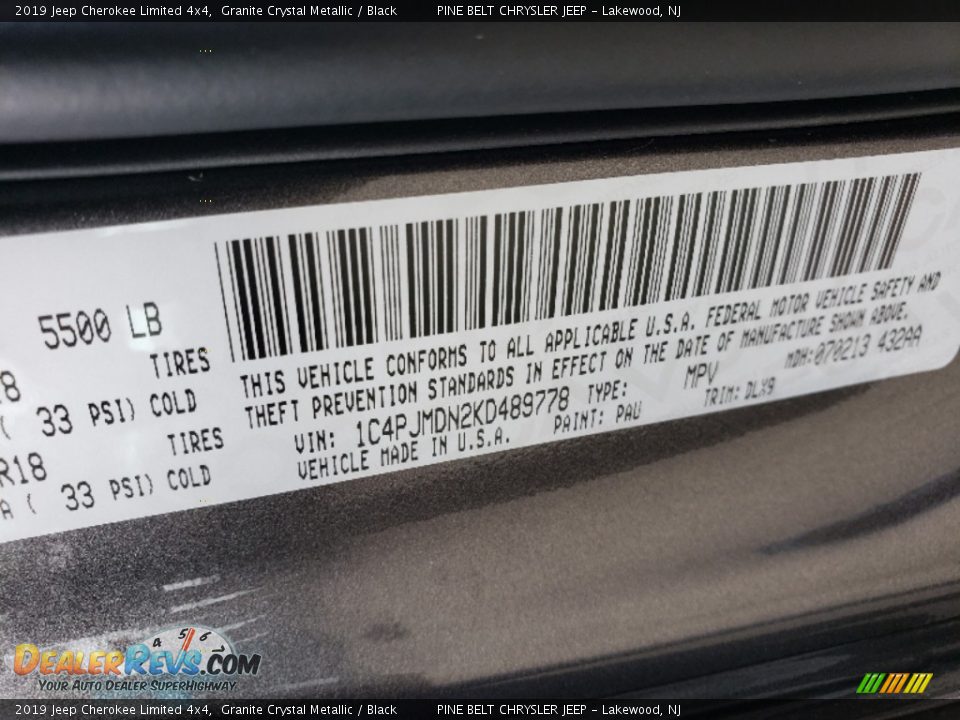 2019 Jeep Cherokee Limited 4x4, Granite Crystal Metallic / Black PINE BELT CHRYSLER JEEP - Lakewood, NJ
5500 LB
8 TIRES
( 33 PSI) COLD
R18 TIRES
A ( 33 PSI) COLD
THIS VEHICLE CONFORMS TO ALL APPLICABLE U.S.A. FEDERAL MOTOR VEHICLE SAFETY AND
THEFT PREVENTION STANDARDS IN EFFECT ON THE DATE OF MANUFACTURE SHOWN ABOVE.
VIN: 1C4PJMDN2KD489778 TYPE: MPV MDH:070213 432AA
VEHICLE MADE IN U.S.A. PAINT: PAU TRIM: DLX9
4 5 6
DEALERREVS.COM
YOUR AUTO DEALER SUPERHIGHWAY
2019 Jeep Cherokee Limited 4x4, Granite Crystal Metallic / Black PINE BELT CHRYSLER JEEP - Lakewood, NJ